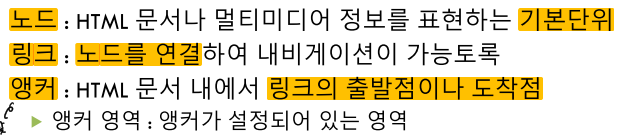 노드 : HTML 문서나 멀티미디어 정보를 표현하는 기본단위
링크 : 노드를 연결하여 내비게이션이 가능토록
앵커 : HTML 문서 내에서 링크의 출발점이나 도착점
앵커 영역 : 앵커가 설정되어 있는 영역